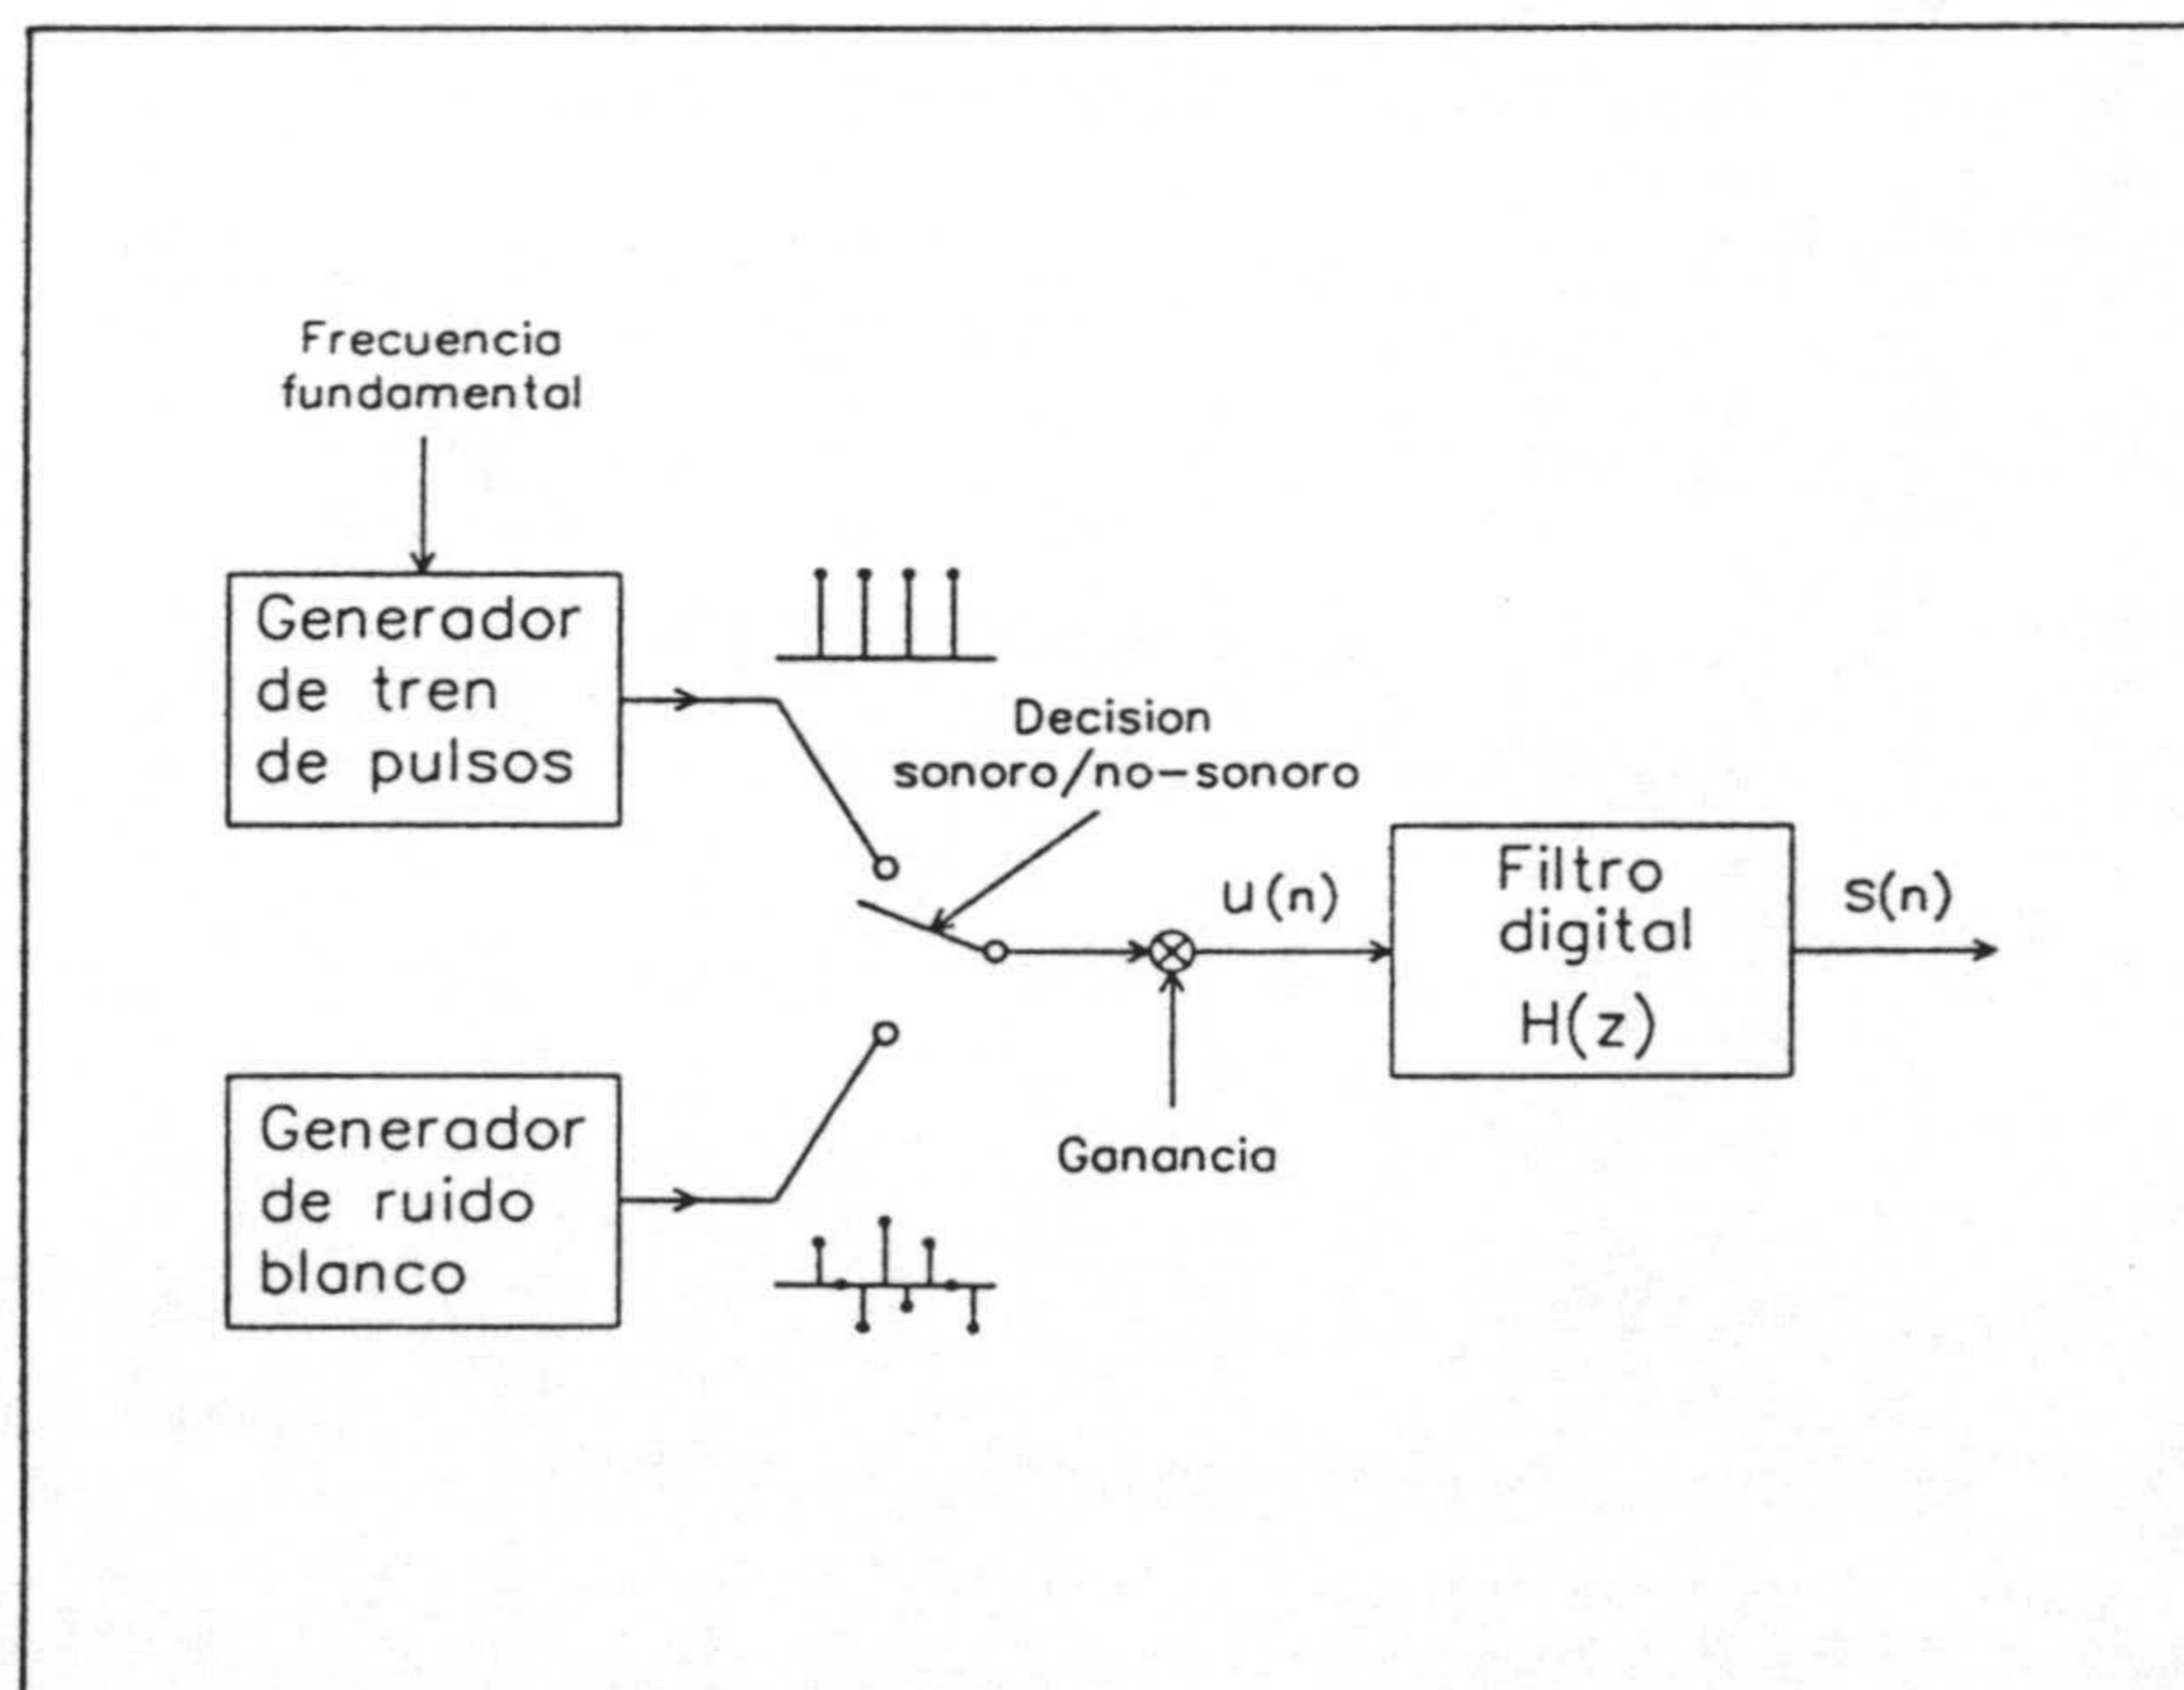 Frecuencia
fundamental
Generador
de tren
de pulsos
Decision
sonoro/no-sonoro
u(n)
Filtro
digital
H(z)
s(n)
Ganancia
Generador
de ruido
blanco